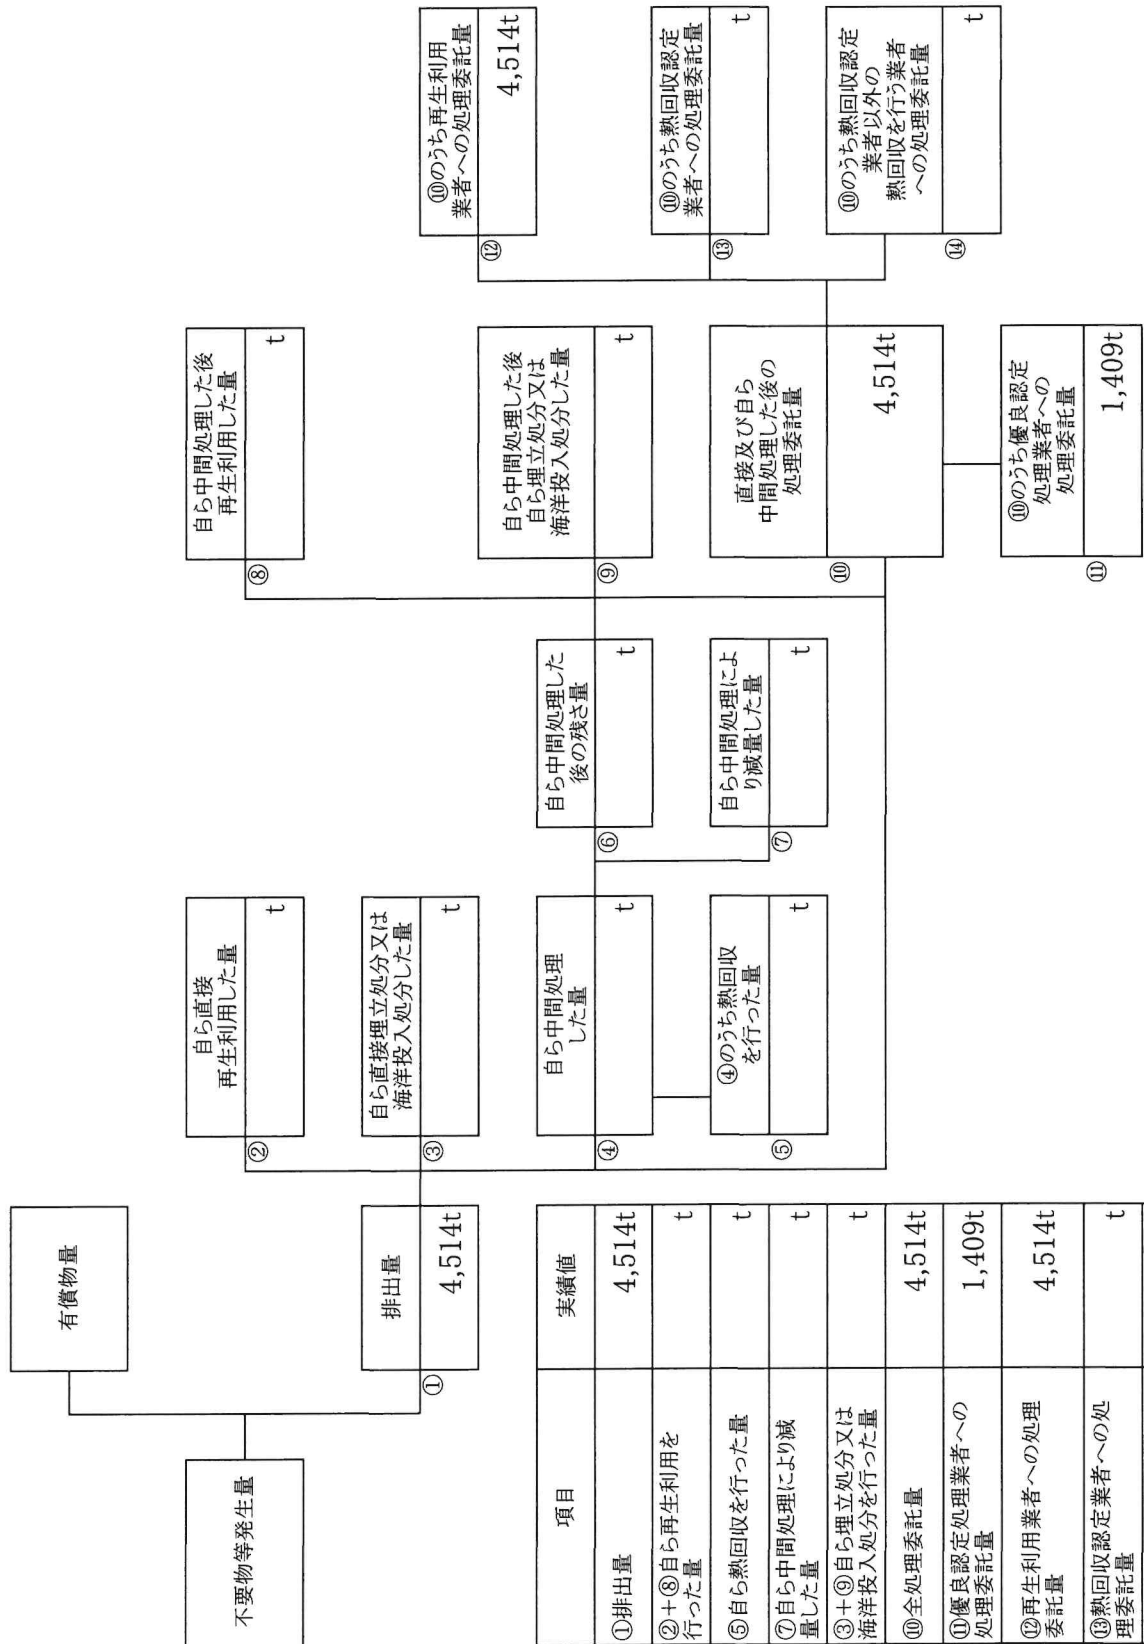 不要物等発生量
有償物量
排出量
①
4,514t
自ら直接
再生利用した量
②
t
自ら直接埋立処分又は
海洋投入処分した量
③
t
自ら中間処理
した量
④
t
④のうち熱回収
を行った量
⑤
t
自ら中間処理した
後の残さ量
⑥
t
自ら中間処理によ
り減量した量
⑦
t
自ら中間処理した後
再生利用した量
⑧
t
自ら中間処理した後
自ら埋立処分又は
海洋投入処分した量
⑨
t
直接及び自ら
中間処理した後の
処理委託量
⑩
4,514t
⑩のうち優良認定
処理業者への
処理委託量
⑪
1,409t
⑩のうち再生利用
業者への処理委託量
⑫
4,514t
⑩のうち熱回収認定
業者への処理委託量
⑬
t
⑩のうち熱回収認定
業者以外の
熱回収を行う業者
への処理委託量
⑭
t
項目 実績値
①排出量 4,514t
②+⑧自ら再生利用を
行った量 t
⑤自ら熱回収を行った量 t
⑦自ら中間処理により減
量した量 t
③+⑨自ら埋立処分又は
海洋投入処分を行った量 t
⑩全処理委託量 4,514t
⑪優良認定処理業者への
処理委託量 1,409t
⑫再生利用業者への処理
委託量 4,514t
⑬熱回収認定業者への処
理委託量 t